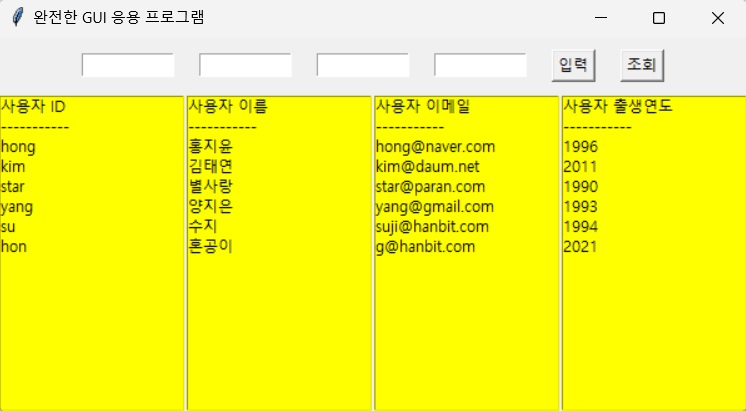 완전한 GUI 응용 프로그램
입력 조회
사용자 ID 사용자 이름 사용자 이메일 사용자 출생연도
----------- ----------- ----------- -----------
hong 홍지윤 hong@naver.com 1996
kim 김태연 kim@daum.net 2011
star 별사랑 star@paran.com 1990
yang 양지은 yang@gmail.com 1993
su 수지 suji@hanbit.com 1994
hon 혼공이 g@hanbit.com 2021